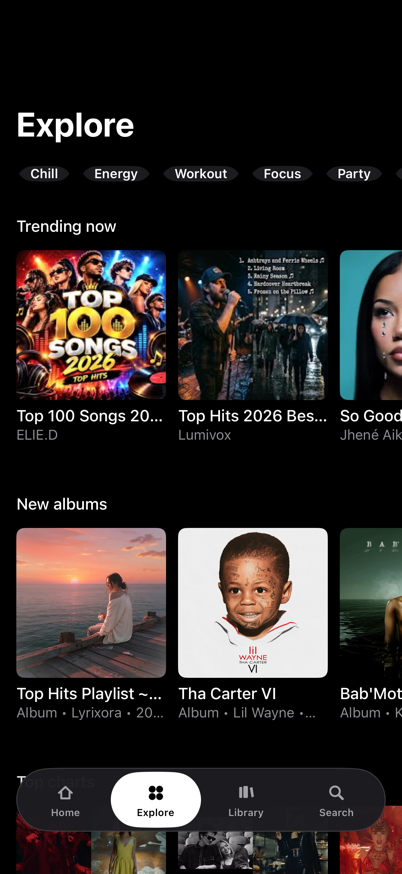 Explore
Chill
Energy
Workout
Focus
Party
Trending now
TOP
100
SONGS
2026
TOP HITS
1. Ashtrays and Ferris Wheels
2. Living Room
3. Rainy Season
4. Hardcover Heartbreak
5. Frozen on the Pillow
Top 100 Songs 20...
Top Hits 2026 Bes...
So Good
ELIE.D
Lumivox
Jhené Aik
New albums
lil
WAYNE
THA CARTER
VI
B A B'
Top Hits Playlist ~...
Tha Carter VI
Bab'Mot
Album • Lyrixora • 20...
Album • Lil Wayne •...
Album • K
Top charts
Home
Explore
Library
Search